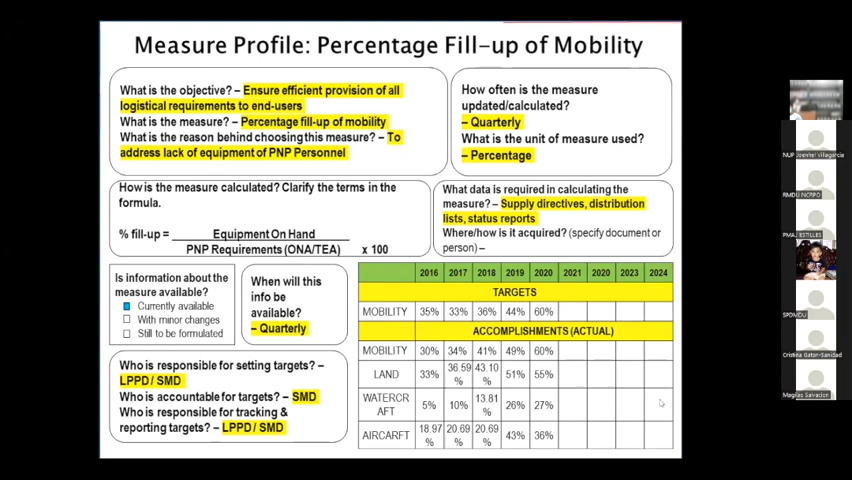 Measure Profile: Percentage Fill-up of Mobility
What is the objective? – Ensure efficient provision of all
logistical requirements to end-users
What is the measure? – Percentage fill-up of mobility
What is the reason behind choosing this measure? – To
address lack of equipment of PNP Personnel
How often is the measure
updated/calculated?
– Quarterly
What is the unit of measure used?
– Percentage
How is the measure calculated? Clarify the terms in the
formula.
% fill-up = Equipment On Hand
PNP Requirements (ONA/TEA) x 100
What data is required in calculating the
measure? – Supply directives, distribution
lists, status reports
Where/how is it acquired? (specify document or
person) –
Is information about the
measure available?
Currently available
With minor changes
Still to be formulated
When will this
info be
available?
– Quarterly
Who is responsible for setting targets? –
LPPD / SMD
Who is accountable for targets? – SMD
Who is responsible for tracking &
reporting targets? – LPPD / SMD
2016 2017 2018 2019 2020 2021 2020 2023 2024
TARGETS
MOBILITY 35% 33% 36% 44% 60%
ACCOMPLISHMENTS (ACTUAL)
MOBILITY 30% 34% 41% 49% 60%
LAND 33% 36.59 % 43.10 % 51% 55%
WATERCR AFT 5% 10% 13.81 % 26% 27%
AIRCARFT 18.97 % 20.69 % 20.69 % 43% 36%
NUP Joenhel Villagarcia
RMDU NCRPO
PMAJ ESTILLES
SPDMDU
Cristina Gaton-Sanidad
Magilas Salvacion